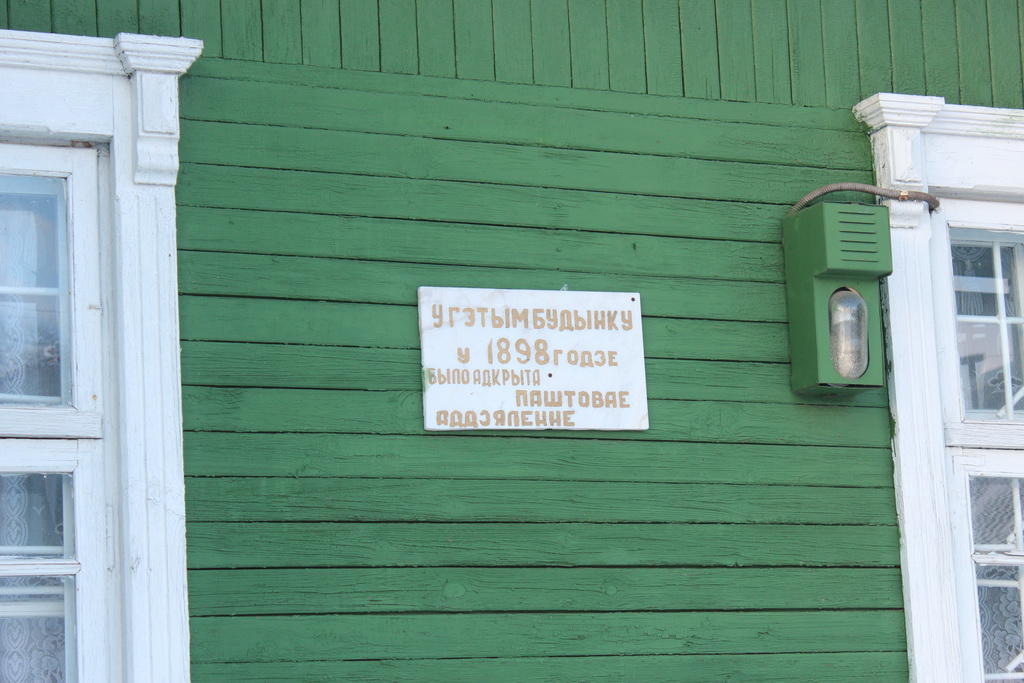 У ГЭТЫМ БУДЫНКУ
У 1898 ГОДЗЕ
БЫЛО АДКРЫТА
ПАШТОВАЕ
АДДЗЯЛЕННЕ